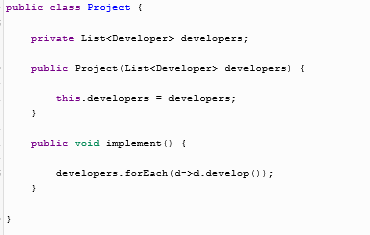 public class Project {
private List<Developer> developers;
public Project(List<Developer> developers) {
this.developers = developers;
}
public void implement() {
developers.forEach(d->d.develop());
}
}